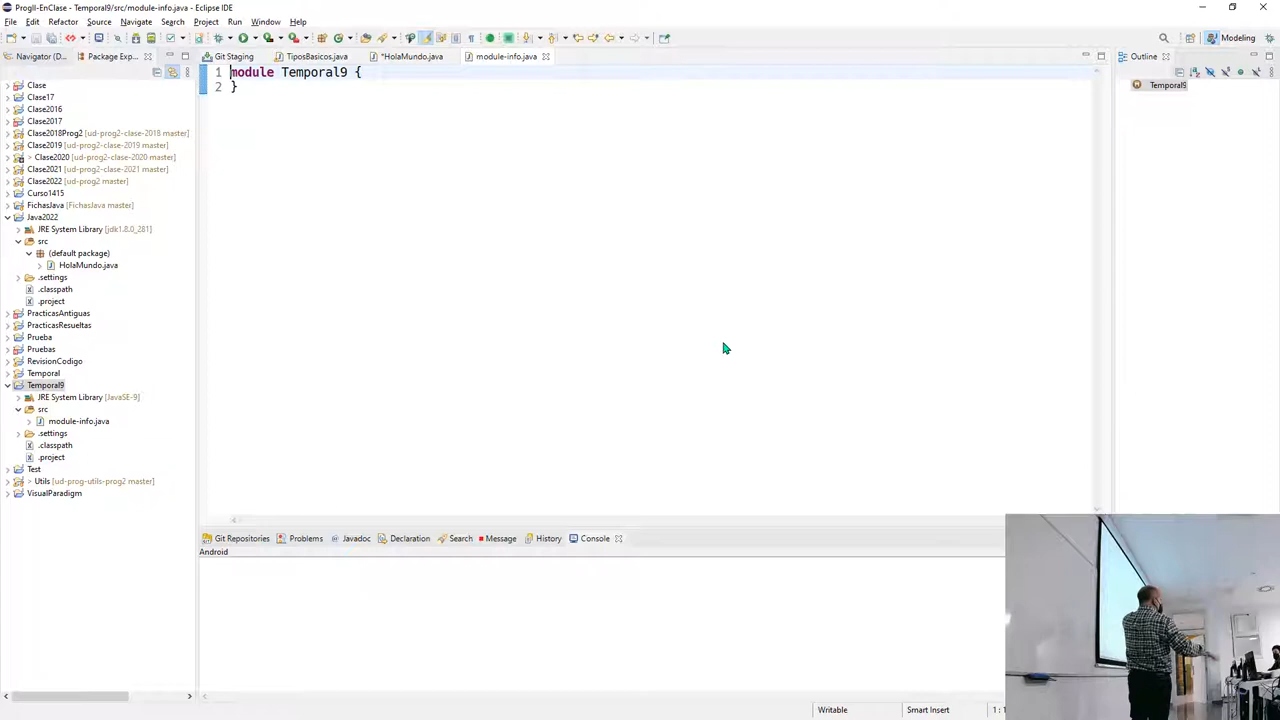 ProgII-EnClase - Temporal9/src/module-info.java - Eclipse IDE
File Edit Refactor Source Navigate Search Project Run Window Help
Modeling
Navigator (D... Package Exp... Git Staging TiposBasicos.java *HolaMundo.java module-info.java Outline
1 module Temporal9 {
2 }
Temporal9
Clase
Clase17
Clase2016
Clase2017
Clase2018Prog2 [ud-prog2-clase-2018 master]
Clase2019 [ud-prog2-clase-2019 master]
> Clase2020 [ud-prog2-clase-2020 master]
Clase2021 [ud-prog2-clase-2021 master]
Clase2022 [ud-prog2 master]
Curso1415
FichasJava [FichasJava master]
Java2022
JRE System Library [jdk1.8.0_281]
src
(default package)
HolaMundo.java
.settings
.classpath
.project
PracticasAntiguas
PracticasResueltas
Prueba
Pruebas
RevisionCodigo
Temporal
Temporal9
JRE System Library [JavaSE-9]
src
module-info.java
.settings
.classpath
.project
Test
> Utils [ud-prog-utils-prog2 master]
VisualParadigm
Git Repositories Problems Javadoc Declaration Search Message History Console
Android
Writable Smart Insert